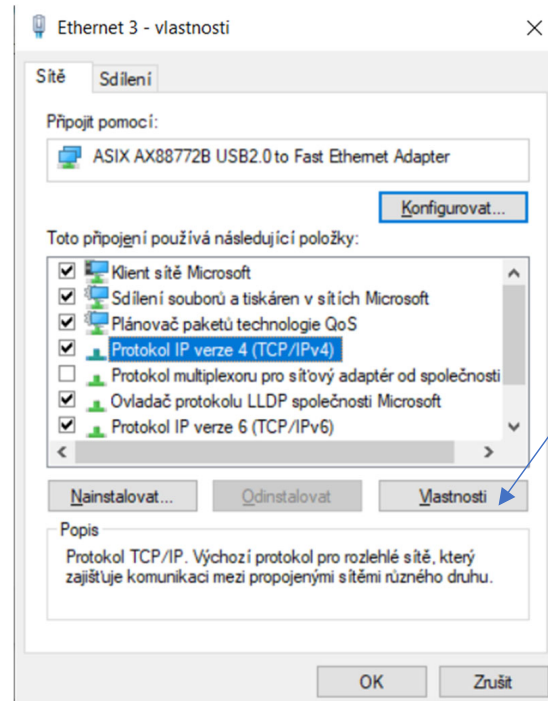 Ethernet 3 - vlastnosti
Sítě
Sdílení
Připojit pomocí:
ASIX AX88772B USB2.0 to Fast Ethernet Adapter
Konfigurovat...
Toto připojení používá následující položky:
Klient sítě Microsoft
Sdílení souborů a tiskáren v sítích Microsoft
Plánovač paketů technologie QoS
Protokol IP verze 4 (TCP/IPv4)
Protokol multiplexoru pro síťový adaptér od společnosti
Ovladač protokolu LLDP společnosti Microsoft
Protokol IP verze 6 (TCP/IPv6)
Nainstalovat...
Odinstalovat
Vlastnosti
Popis
Protokol TCP/IP. Výchozí protokol pro rozlehlé sítě, který
zajišťuje komunikaci mezi propojenými sítěmi různého druhu.
OK
Zrušit